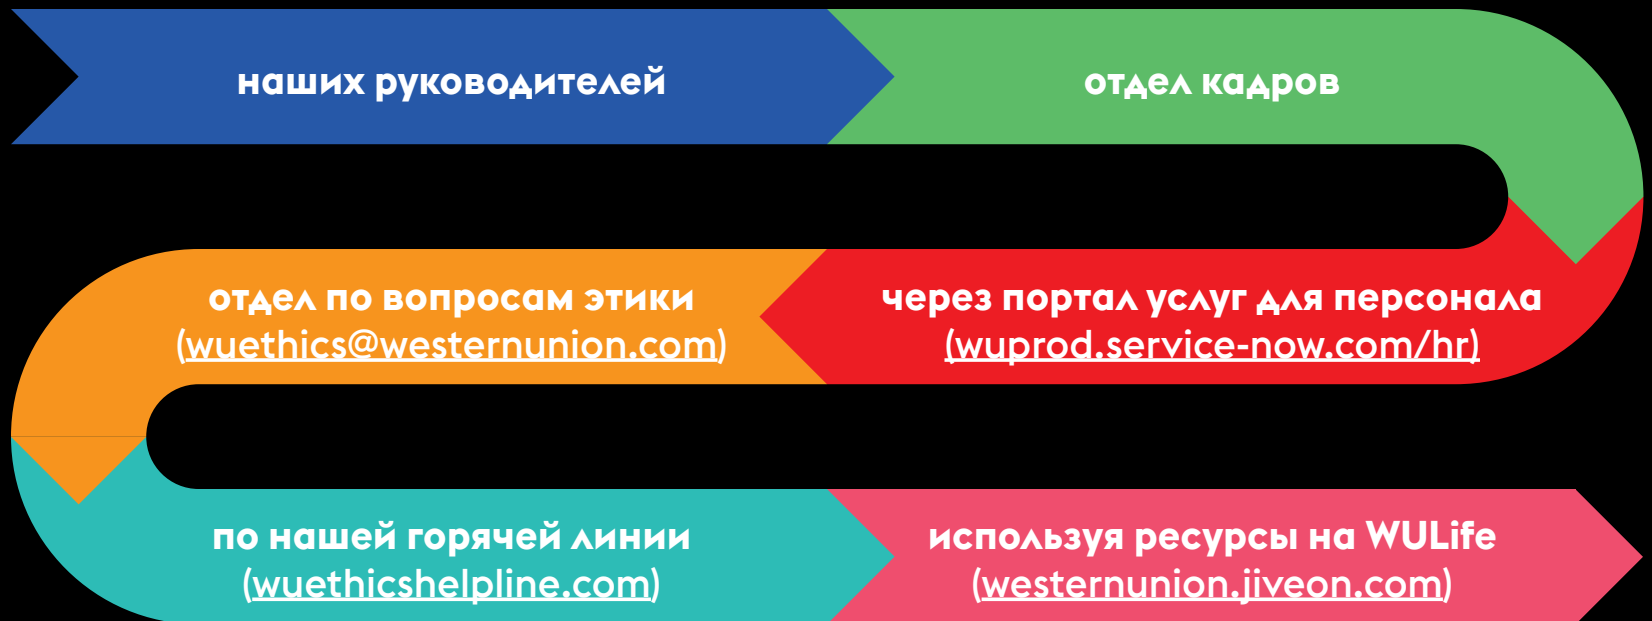 наших руководителей
отдел кадров
через портал услуг для персонала
(wuprod.service-now.com/hr)
отдел по вопросам этики
(wuethics@westernunion.com)
по нашей горячей линии
(wuethicshelpline.com)
используя ресурсы на WULife
(westernunion.jiveon.com)